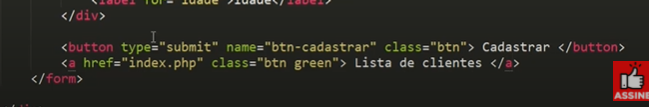 <label for="idade">Idade</label>
</div>
<button type="submit" name="btn-cadastrar" class="btn"> Cadastrar </button>
<a href="index.php" class="btn green"> Lista de clientes </a>
</form>
ASSINE